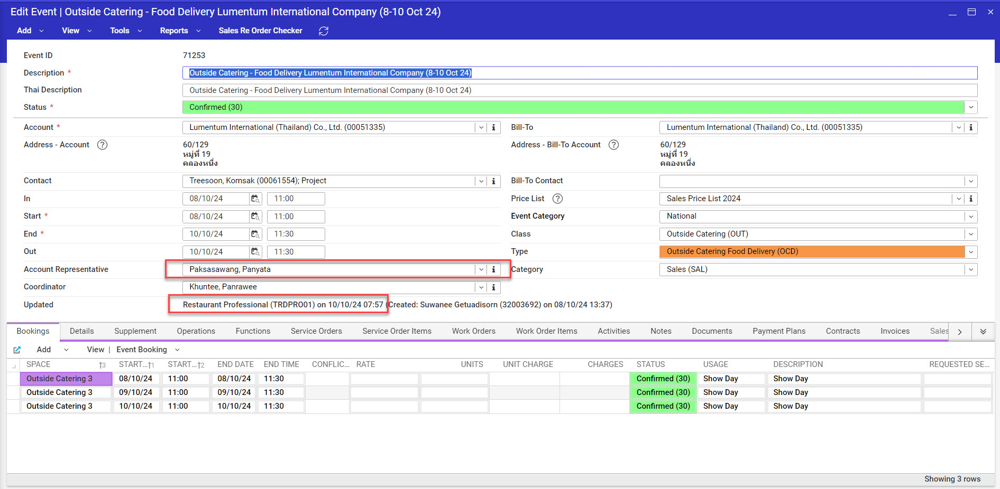 Edit Event | Outside Catering - Food Delivery Lumentum International Company (8-10 Oct 24)
Add View Tools Reports Sales Re Order Checker
Event ID 71253
Description * Outside Catering - Food Delivery Lumentum International Company (8-10 Oct 24)
Thai Description Outside Catering - Food Delivery Lumentum International Company (8-10 Oct 24)
Status * Confirmed (30)
Account * Lumentum International (Thailand) Co., Ltd. (00051335) Bill-To Lumentum International (Thailand) Co., Ltd. (00051335)
Address - Account 60/129 Address - Bill-To Account 60/129
หมู่ที่ 19 หมู่ที่ 19
คลองหนึ่ง คลองหนึ่ง
Contact Treesoon, Komsak (00061554); Project Bill-To Contact
In 08/10/24 11:00 Price List Sales Price List 2024
Start * 08/10/24 11:00 Event Category National
End * 10/10/24 11:30 Class Outside Catering (OUT)
Out 10/10/24 11:30 Type Outside Catering Food Delivery (OCD)
Account Representative Paksasawang, Panyata Category Sales (SAL)
Coordinator Khuntee, Panrawee
Updated Restaurant Professional (TRDPRO01) on 10/10/24 07:57 (Created: Suwanee Getuadisorn (32003692) on 08/10/24 13:37)
Bookings Details Supplement Operations Functions Service Orders Service Order Items Work Orders Work Order Items Activities Notes Documents Payment Plans Contracts Invoices Sales
Add View | Event Booking
SPACE 3 START... 1 START... 2 END DATE END TIME CONFLIC... RATE UNITS UNIT CHARGE CHARGES STATUS USAGE DESCRIPTION REQUESTED SE...
Outside Catering 3 08/10/24 11:00 08/10/24 11:30 Confirmed (30) Show Day Show Day
Outside Catering 3 09/10/24 11:00 09/10/24 11:30 Confirmed (30) Show Day Show Day
Outside Catering 3 10/10/24 11:00 10/10/24 11:30 Confirmed (30) Show Day Show Day
Showing 3 rows